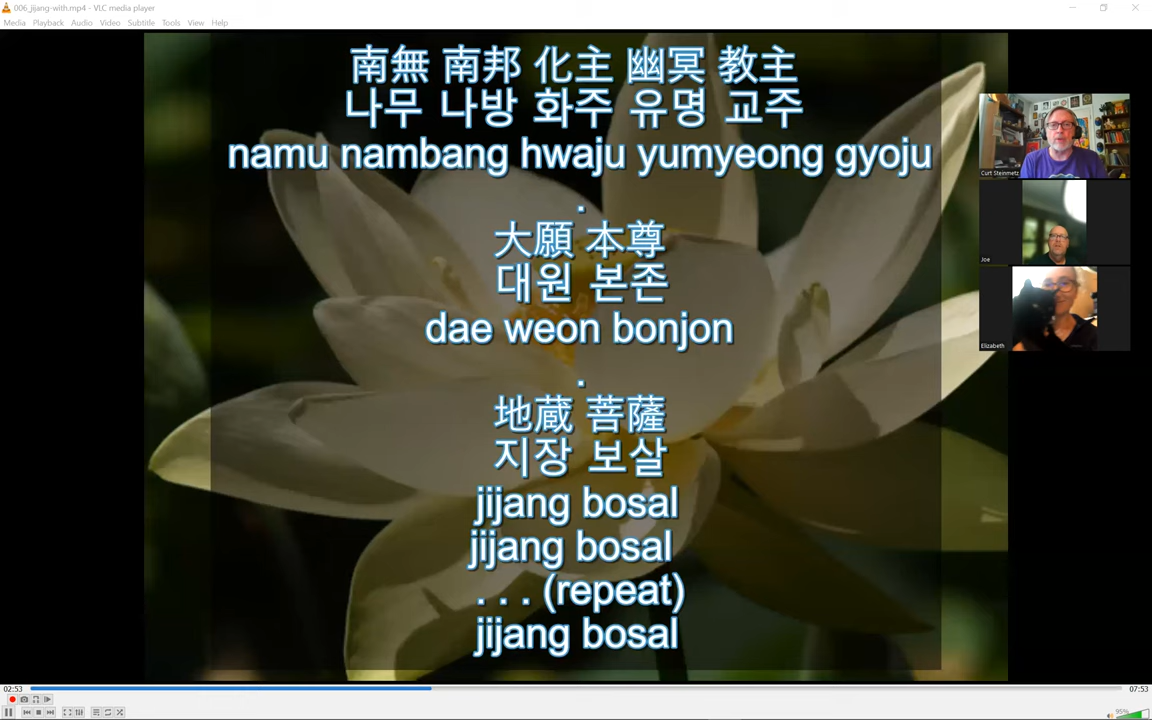 006_jijang-with.mp4 - VLC media player
Media Playback Audio Video Subtitle Tools View Help
南無 南邦 化主 幽冥 教主
나무 나방 화주 유명 교주
namu nambang hwaju yumyeong gyoju
.
大願 本尊
대원 본존
dae weon bonjon
.
地蔵 菩薩
지장 보살
jijang bosal
jijang bosal
. . . (repeat)
jijang bosal
Curt Steinmetz
Joe
Elizabeth
02:53
07:53
95%